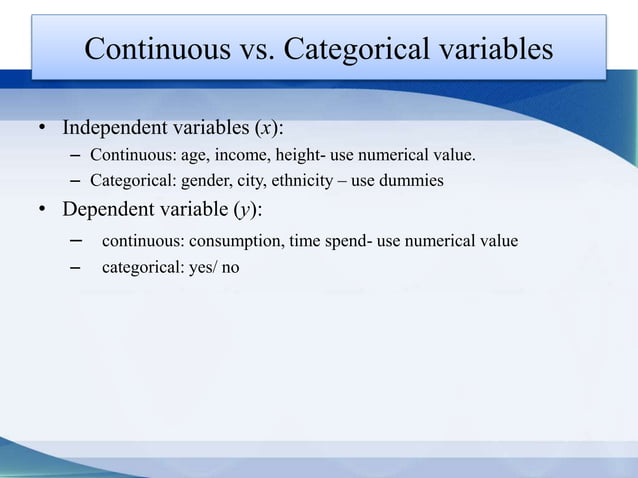 Continuous vs. Categorical variables
• Independent variables (x):
– Continuous: age, income, height- use numerical value.
– Categorical: gender, city, ethnicity – use dummies
• Dependent variable (y):
– continuous: consumption, time spend- use numerical value
– categorical: yes/ no